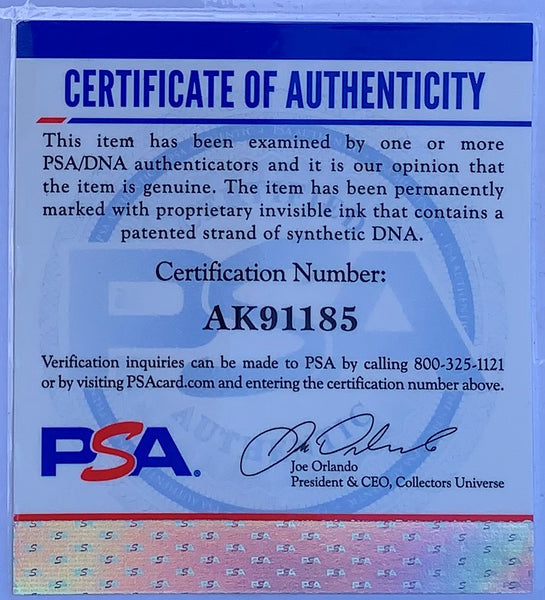 CERTIFICATE OF AUTHENTICITY
This item has been examined by one or more
PSA/DNA authenticators and it is our opinion that
the item is genuine. The item has been permanently
marked with proprietary invisible ink that contains a
patented strand of synthetic DNA.
Certification Number:
AK91185
Verification inquiries can be made to PSA by calling 800-325-1121
or by visiting PSAcard.com and entering the certification number above.
PSA.
Joe Orlando
President & CEO, Collectors Universe